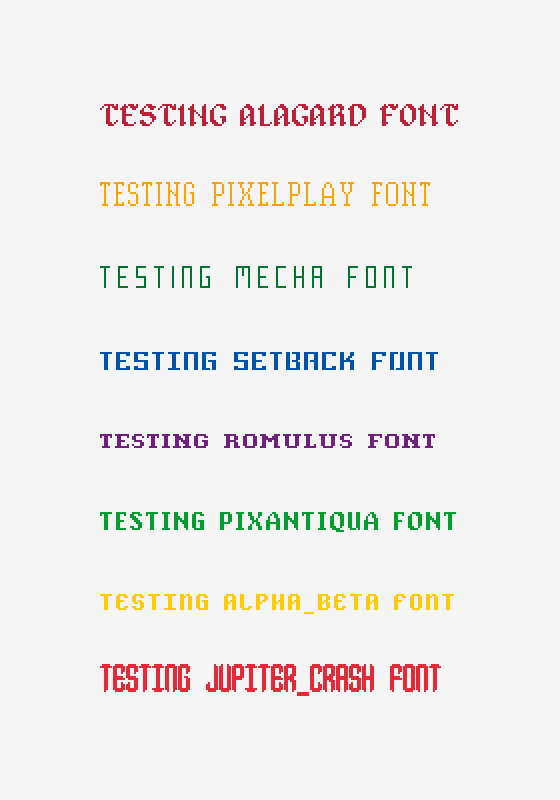 TESTING ALAGARD FONT
TESTING PIXELPLAY FONT
TESTING MECHA FONT
TESTING SETBACK FONT
TESTING ROMULUS FONT
TESTING PIXANTIQUA FONT
TESTING ALPHA_BETA FONT
TESTING JUPITER_CRASH FONT